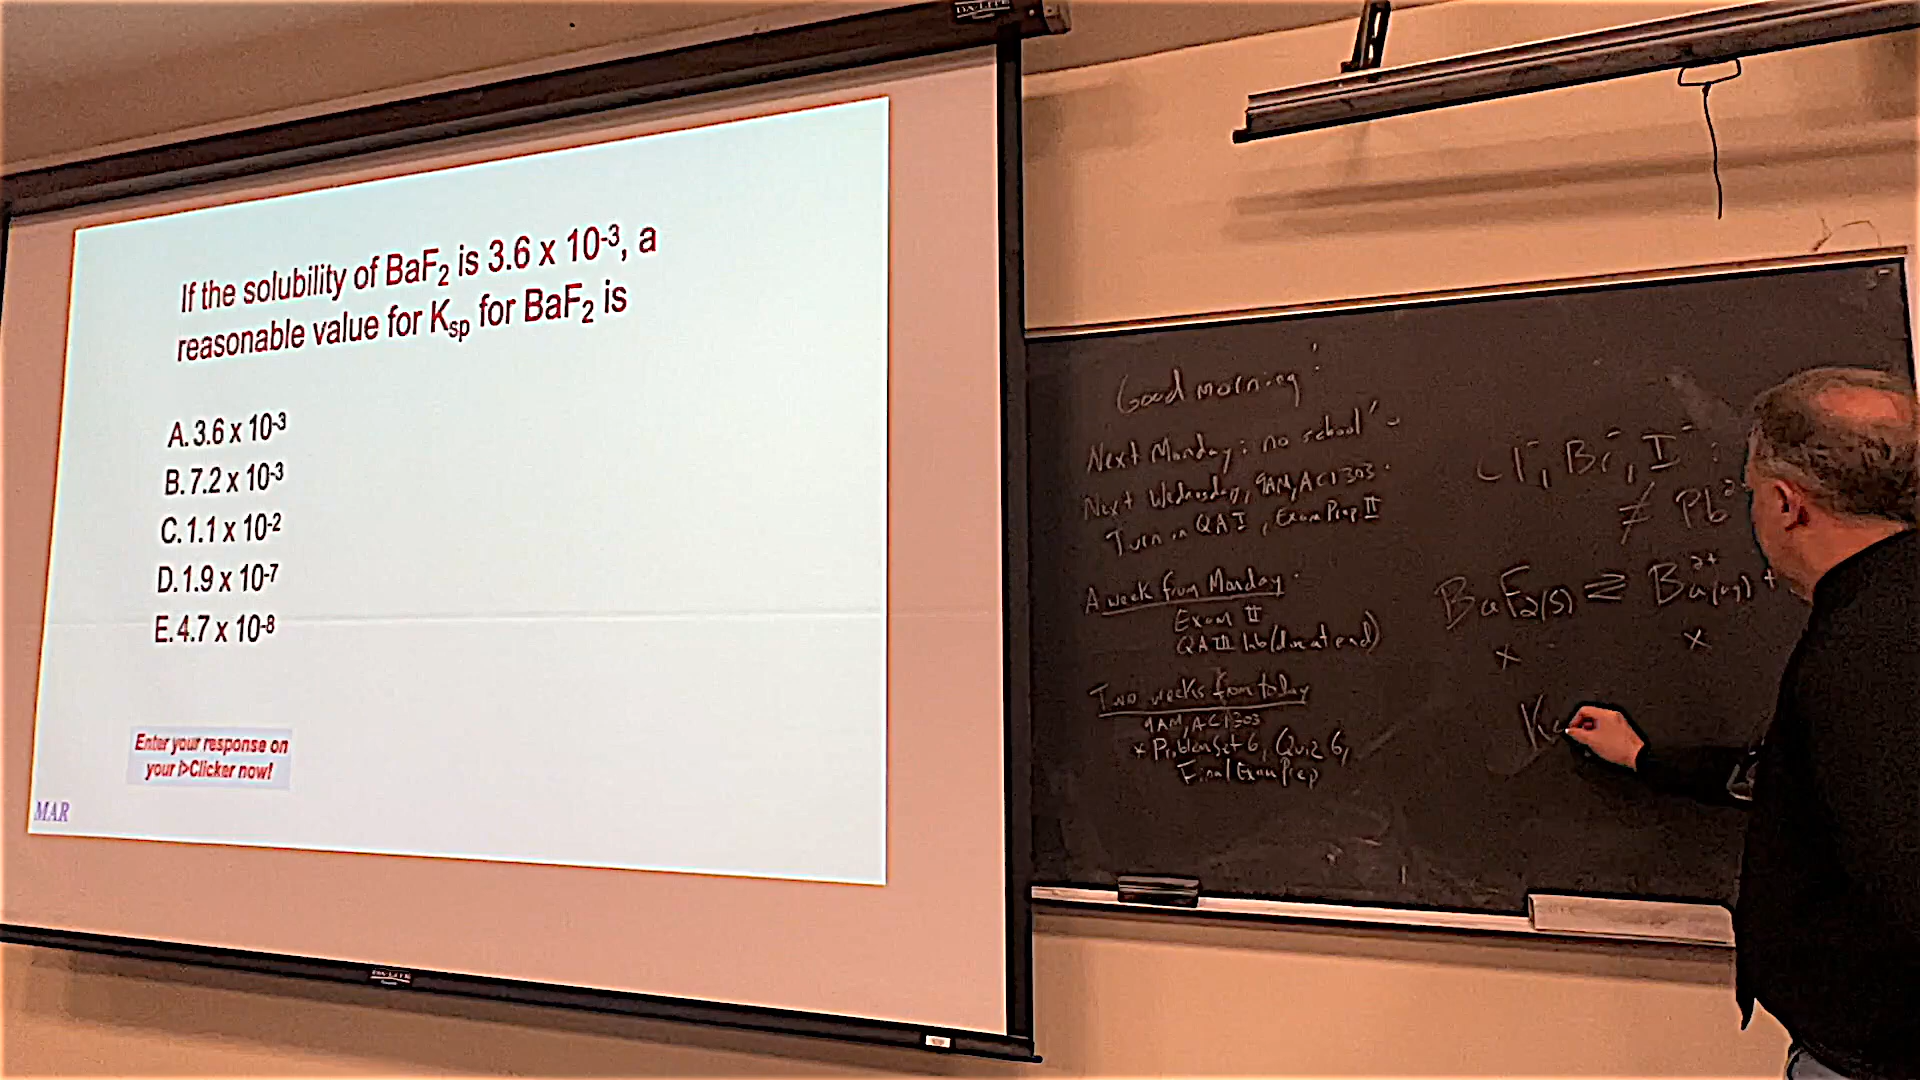 DA-LITE
If the solubility of BaF₂ is 3.6 x 10⁻³, a
reasonable value for Kₛₚ for BaF₂ is
A. 3.6 x 10⁻³
B. 7.2 x 10⁻³
C. 1.1 x 10⁻²
D. 1.9 x 10⁻⁷
E. 4.7 x 10⁻⁸
Enter your response on
your i>Clicker now!
MAR
Good morning!
Next Monday: no school
Next Wednesday, 9AM, AC1303:
Turn in QA I, Exam Prep II
A week from Monday:
Exam II
QA III lab (due at end)
Two weeks from today
9AM, AC1303
* Problem Set 6, Quiz 6,
Final Exam Prep
Cl⁻, Br⁻, I⁻:
≠ Pb²
BaF₂(s) ⇄ Ba²⁺(aq) +
x x
K